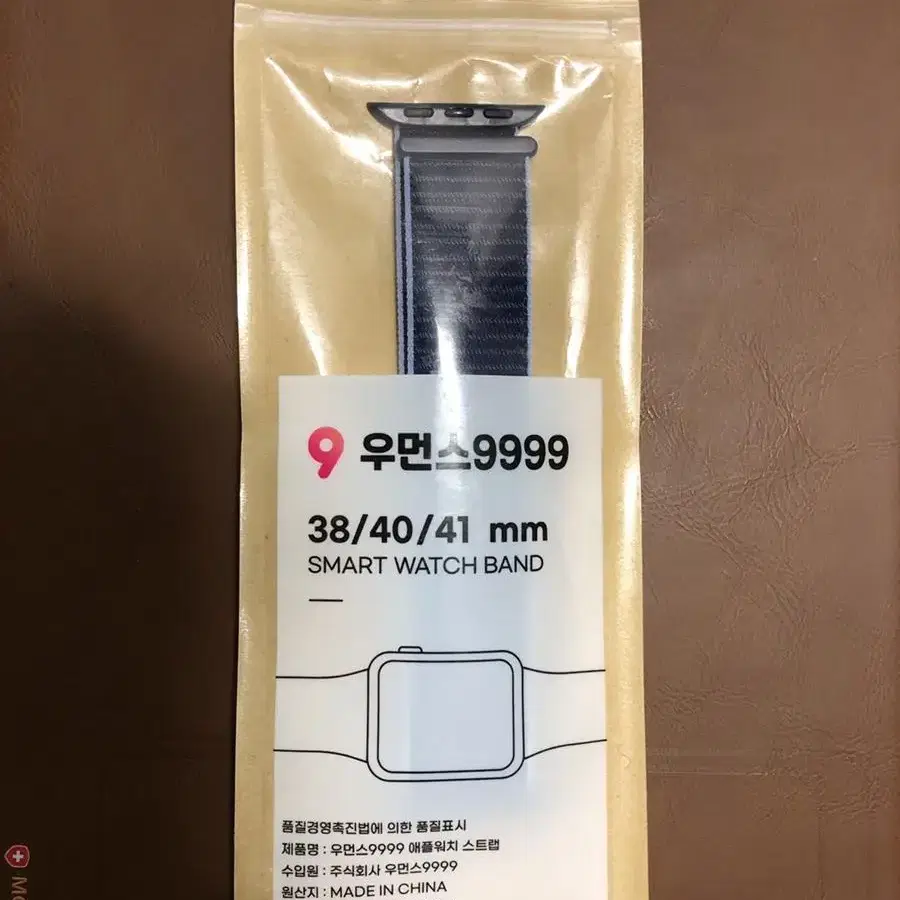 9 우먼스9999
38/40/41 mm
SMART WATCH BAND
품질경영촉진법에 의한 품질표시
제품명 : 우먼스9999 애플워치 스트랩
수입원 : 주식회사 우먼스9999
원산지 : MADE IN CHINA